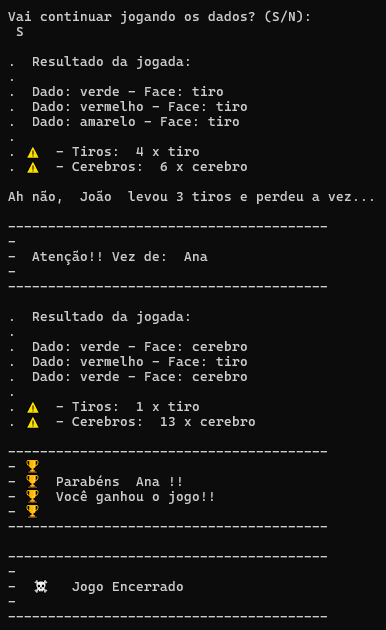 Vai continuar jogando os dados? (S/N):
S
.  Resultado da jogada:
.
.  Dado: verde – Face: tiro
.  Dado: vermelho – Face: tiro
.  Dado: amarelo – Face: tiro
.
. ⚠  – Tiros:  4 x tiro
. ⚠  – Cerebros:  6 x cerebro
Ah não,  João  levou 3 tiros e perdeu a vez...
----------------------------------------
–
–  Atenção!! Vez de:  Ana
–
----------------------------------------
.  Resultado da jogada:
.
.  Dado: verde – Face: cerebro
.  Dado: vermelho – Face: tiro
.  Dado: verde – Face: cerebro
.
. ⚠  – Tiros:  1 x tiro
. ⚠  – Cerebros:  13 x cerebro
----------------------------------------
– 🏆
– 🏆  Parabéns  Ana !!
– 🏆  Você ganhou o jogo!!
– 🏆
----------------------------------------
----------------------------------------
–
–  ☠   Jogo Encerrado
–
----------------------------------------